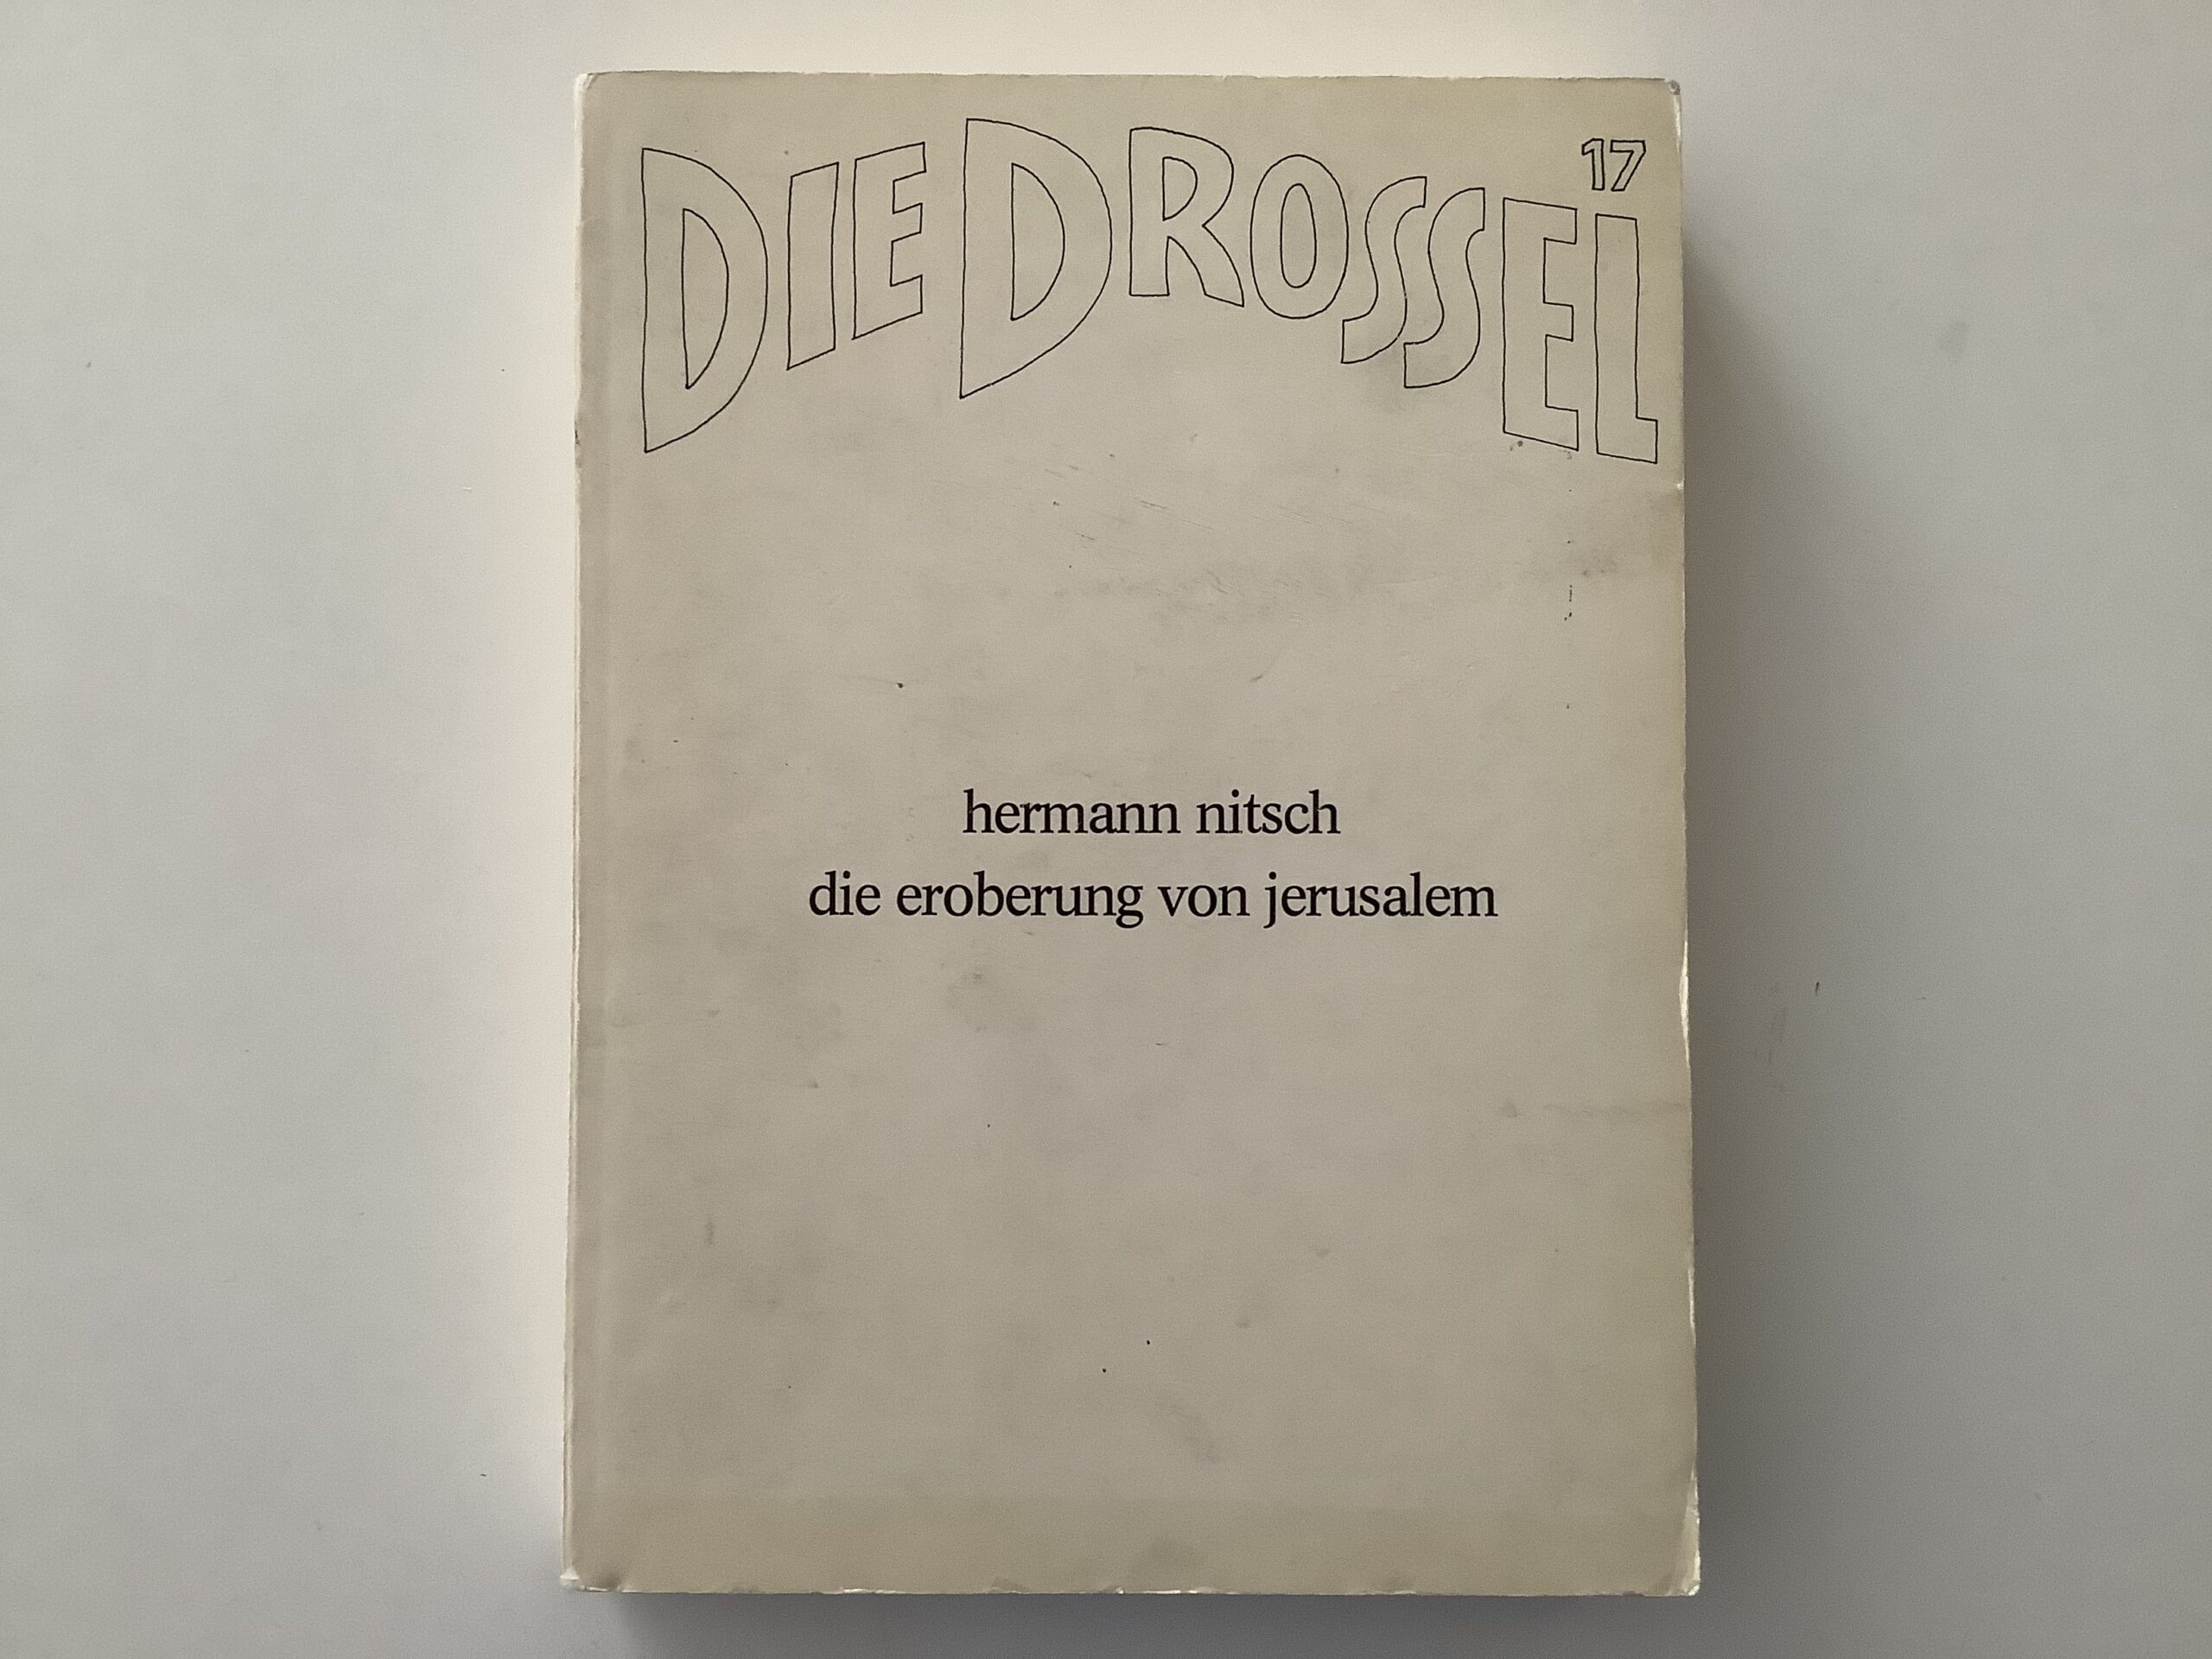 DIE DROSSEL
17
hermann nitsch
die eroberung von jerusalem